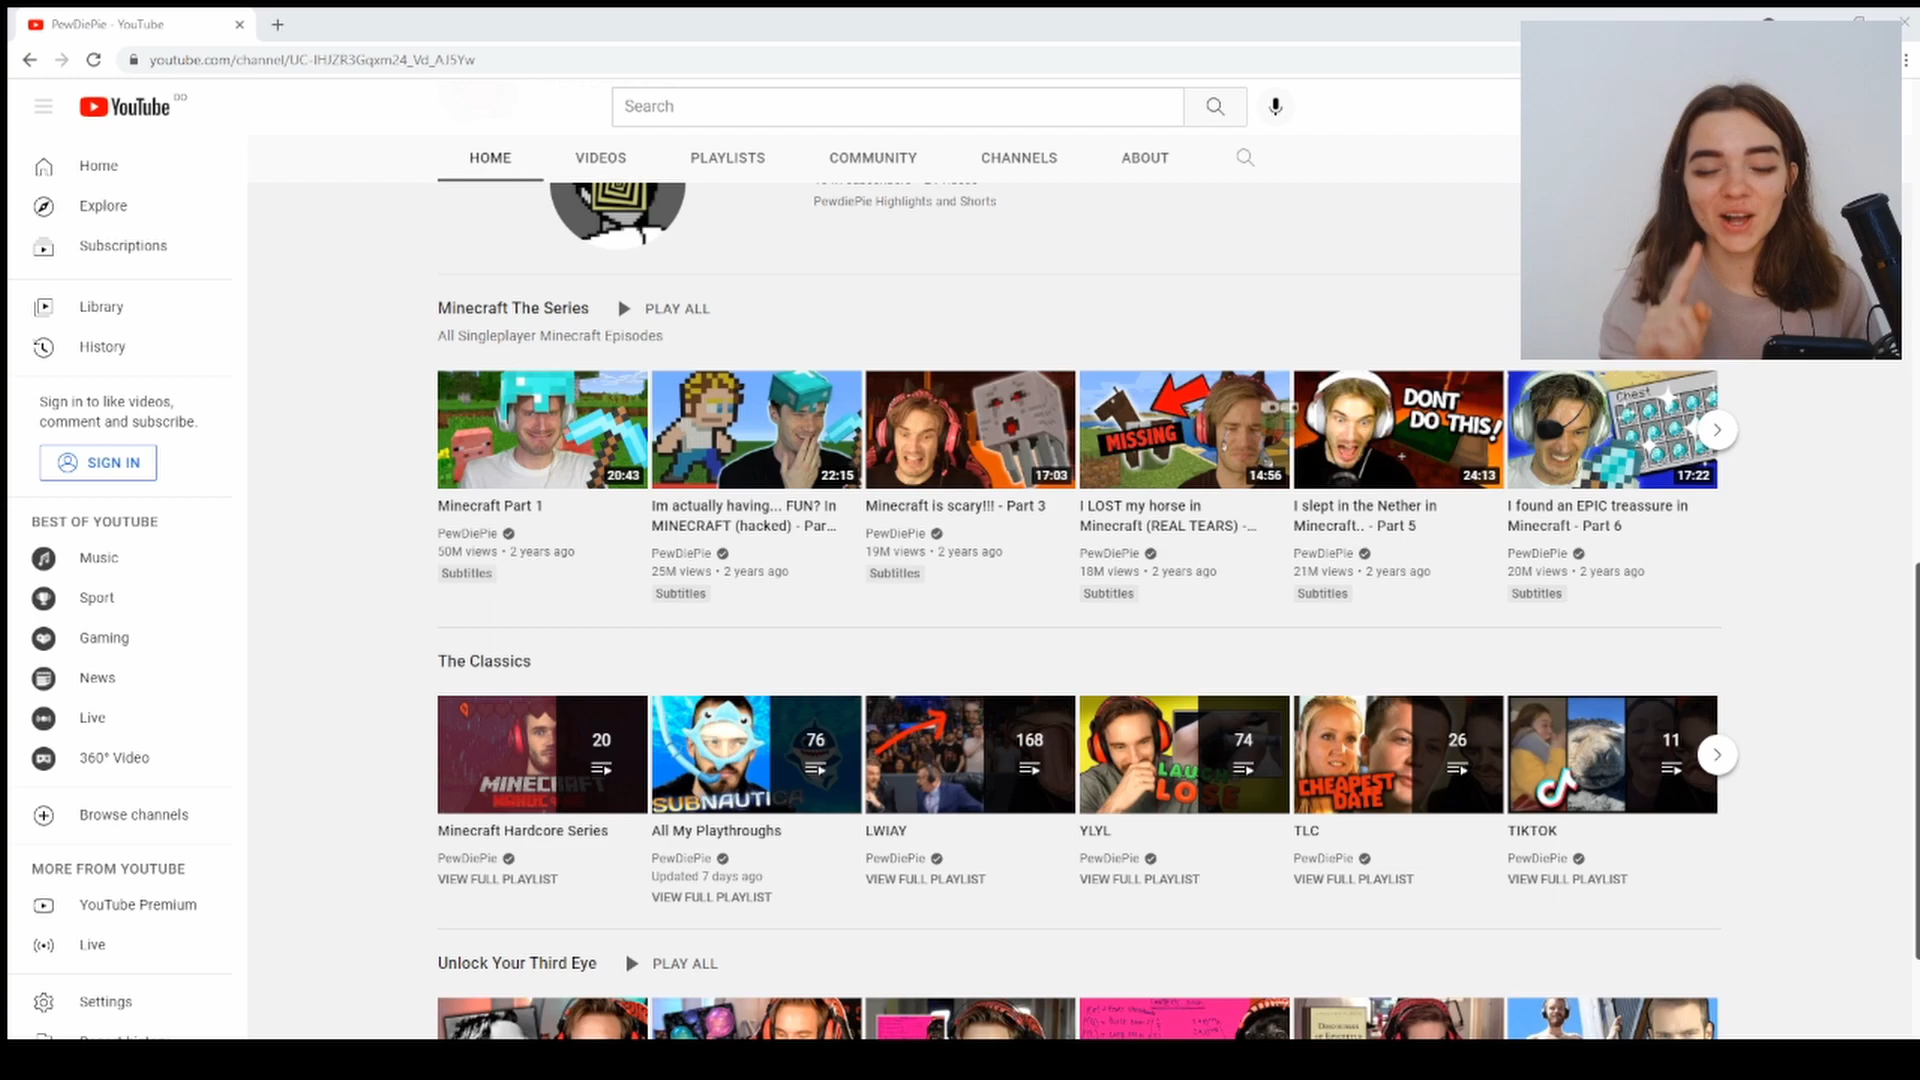 PewDiePie - YouTube
youtube.com/channel/UC-lHJZR3Gqxm24_Vd_AJ5Yw
YouTube
Search
HOME VIDEOS PLAYLISTS COMMUNITY CHANNELS ABOUT
PewdiePie Highlights and Shorts
Home
Explore
Subscriptions
Library
History
Sign in to like videos,
comment and subscribe.
SIGN IN
BEST OF YOUTUBE
Music
Sport
Gaming
News
Live
360° Video
Browse channels
MORE FROM YOUTUBE
YouTube Premium
Live
Settings
Minecraft The Series PLAY ALL
All Singleplayer Minecraft Episodes
20:43
Minecraft Part 1
PewDiePie
50M views • 2 years ago
Subtitles
22:15
Im actually having... FUN? In
MINECRAFT (hacked) - Par...
PewDiePie
25M views • 2 years ago
Subtitles
17:03
Minecraft is scary!!! - Part 3
PewDiePie
19M views • 2 years ago
Subtitles
MISSING
14:56
I LOST my horse in
Minecraft (REAL TEARS) -...
PewDiePie
18M views • 2 years ago
Subtitles
DONT
DO THIS!
24:13
I slept in the Nether in
Minecraft.. - Part 5
PewDiePie
21M views • 2 years ago
Subtitles
Chest
17:22
I found an EPIC treassure in
Minecraft - Part 6
PewDiePie
20M views • 2 years ago
Subtitles
The Classics
20
MINECRAFT
Minecraft Hardcore Series
PewDiePie
VIEW FULL PLAYLIST
76
SUBNAUTICA
All My Playthroughs
PewDiePie
Updated 7 days ago
VIEW FULL PLAYLIST
168
LWIAY
PewDiePie
VIEW FULL PLAYLIST
74
LOSE
YLYL
PewDiePie
VIEW FULL PLAYLIST
26
CHEAPEST
DATE
TLC
PewDiePie
VIEW FULL PLAYLIST
11
TIKTOK
PewDiePie
VIEW FULL PLAYLIST
Unlock Your Third Eye PLAY ALL